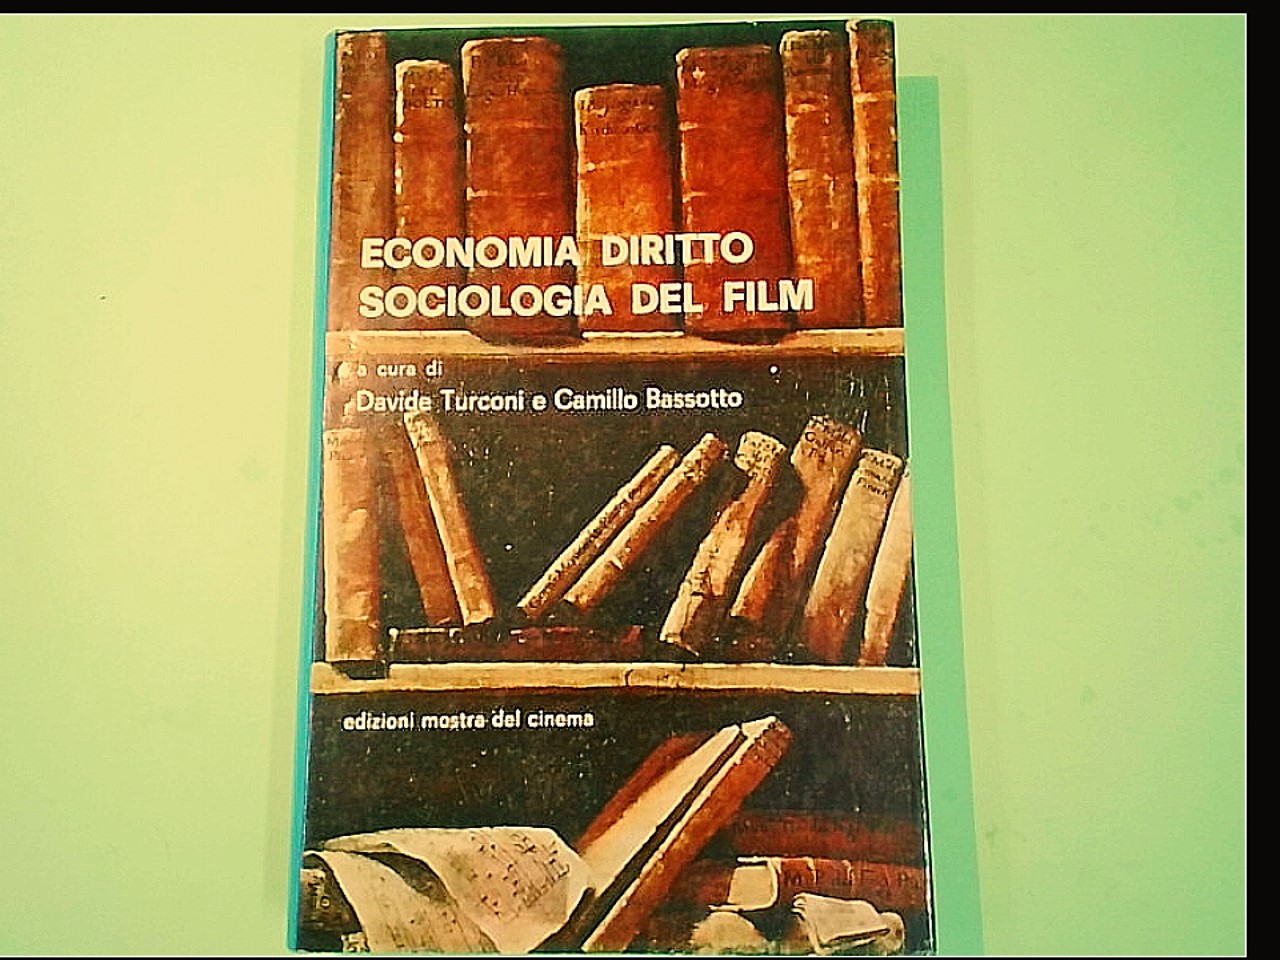 ECONOMIA DIRITTO
SOCIOLOGIA DEL FILM
a cura di
Davide Turconi e Camillo Bassotto
edizioni mostra del cinema